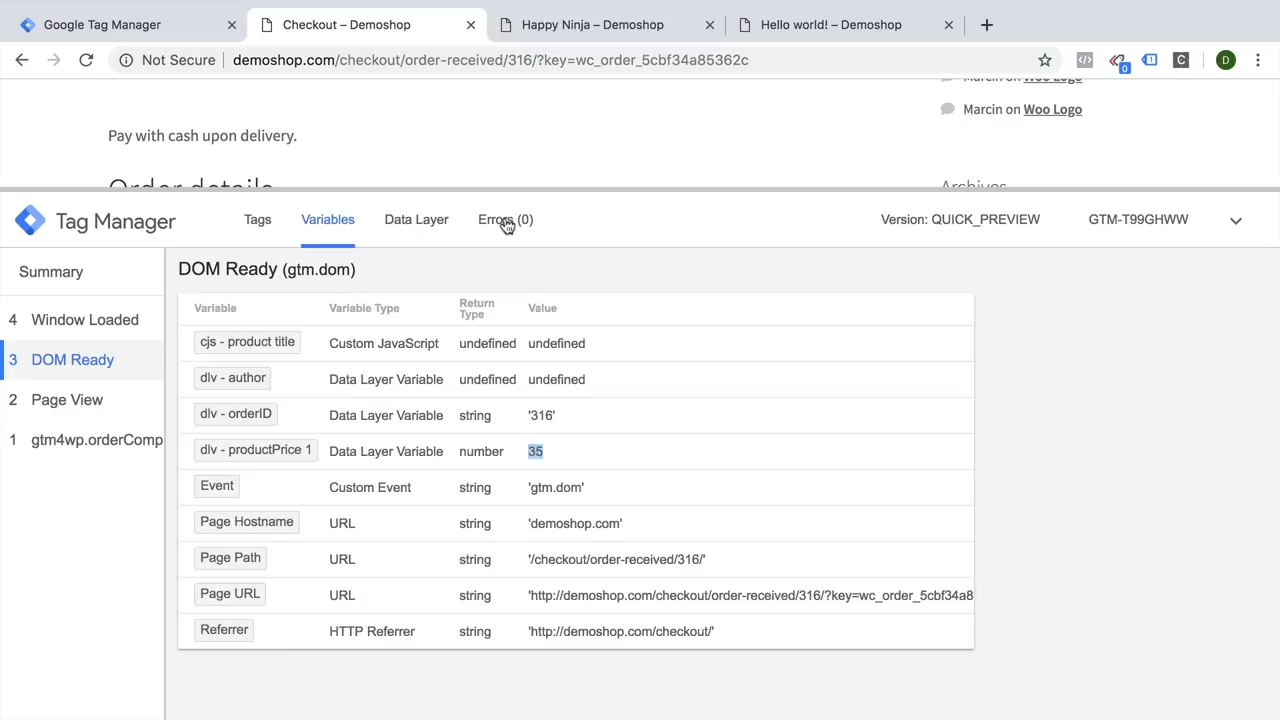 Google Tag Manager
Checkout – Demoshop
Happy Ninja – Demoshop
Hello world! – Demoshop
Not Secure
demoshop.com/checkout/order-received/316/?key=wc_order_5cbf34a85362c
0
1
C
D
Marcin on Woo Logo
Marcin on Woo Logo
Pay with cash upon delivery.
Order details
Archives
Tag Manager
Tags
Variables
Data Layer
Errors (0)
Version: QUICK_PREVIEW
GTM-T99GHWW
Summary
4 Window Loaded
3 DOM Ready
2 Page View
1 gtm4wp.orderComp
DOM Ready (gtm.dom)
Variable Variable Type Return Type Value
cjs - product title Custom JavaScript undefined undefined
dlv - author Data Layer Variable undefined undefined
dlv - orderID Data Layer Variable string '316'
dlv - productPrice 1 Data Layer Variable number 35
Event Custom Event string 'gtm.dom'
Page Hostname URL string 'demoshop.com'
Page Path URL string '/checkout/order-received/316/'
Page URL URL string 'http://demoshop.com/checkout/order-received/316/?key=wc_order_5cbf34a8
Referrer HTTP Referrer string 'http://demoshop.com/checkout/'